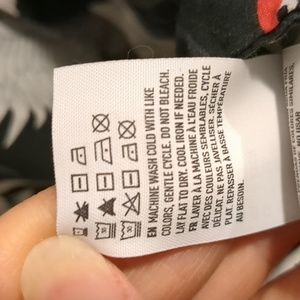 EN MACHINE WASH COLD WITH LIKE
COLORS, GENTLY CYCLE. DO NOT BLEACH.
LAY FLAT TO DRY. COOL IRON IF NEEDED.
FR LAVER À LA MACHINE À L'EAU FROIDE
AVEC DES COULEURS SEMBLABLES, CYCLE
DÉLICAT. NE PAS JAVELLISER. SÉCHER À
PLAT. REPASSER À BASSE TEMPÉRATURE
AU BESOIN.